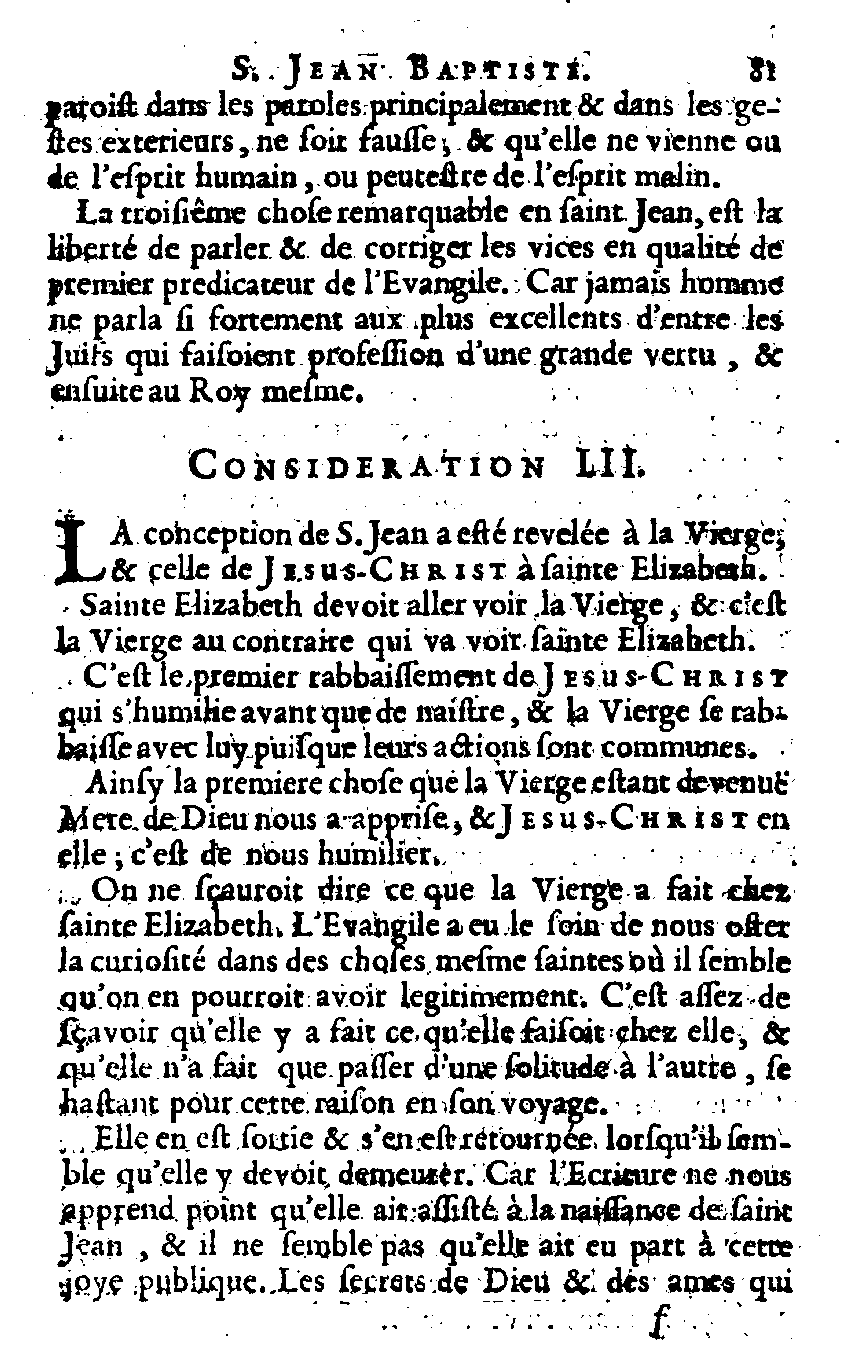 S. JEAN BAPTISTE. 81
paroiſt dans les paroles principalement & dans les ge-
ſtes exterieurs, ne ſoit fauſſe, & qu'elle ne vienne ou
de l'eſprit humain, ou peuteſtre de l'eſprit malin.
La troiſiême choſe remarquable en ſaint Jean, eſt la
liberté de parler & de corriger les vices en qualité de
premier predicateur de l'Evangile. Car jamais homme
ne parla ſi fortement aux plus excellents d'entre les
Juifs qui faiſoient profeſſion d'une grande vertu, &
enſuite au Roy meſme.
CONSIDERATION LII.
LA conception de S. Jean a eſté revelée à la Vierge,
& celle de JESUS-CHRIST à ſainte Elizabeth.
Sainte Elizabeth devoit aller voir la Vierge, & c'eſt
la Vierge au contraire qui va voir ſainte Elizabeth.
C'eſt le premier rabbaiſſement de JESUS-CHRIST
qui s'humilie avant que de naiſtre, & la Vierge ſe rab-
baiſſe avec luy puiſque leurs actions ſont communes.
Ainſy la premiere choſe que la Vierge eſtant devenuë
Mere de Dieu nous a appriſe, & JESUS-CHRIST en
elle; c'eſt de nous humilier.
On ne ſçauroit dire ce que la Vierge a fait chez
ſainte Elizabeth. L'Evangile a eu le ſoin de nous oſter
la curioſité dans des choſes meſme ſaintes où il ſemble
qu'on en pourroit avoir legitimement. C'eſt aſſez de
ſçavoir qu'elle y a fait ce qu'elle faiſoit chez elle, &
qu'elle n'a fait que paſſer d'une ſolitude à l'autre, ſe
haſtant pour cette raiſon en ſon voyage.
Elle en eſt ſortie & s'en eſt retournée lorſqu'il ſem-
ble qu'elle y devoit demeurer. Car l'Ecriture ne nous
apprend point qu'elle ait aſſiſté à la naiſſance de ſaint
Jean, & il ne ſemble pas qu'elle ait eu part à cette
joye publique. Les ſecrets de Dieu & des ames qui
f